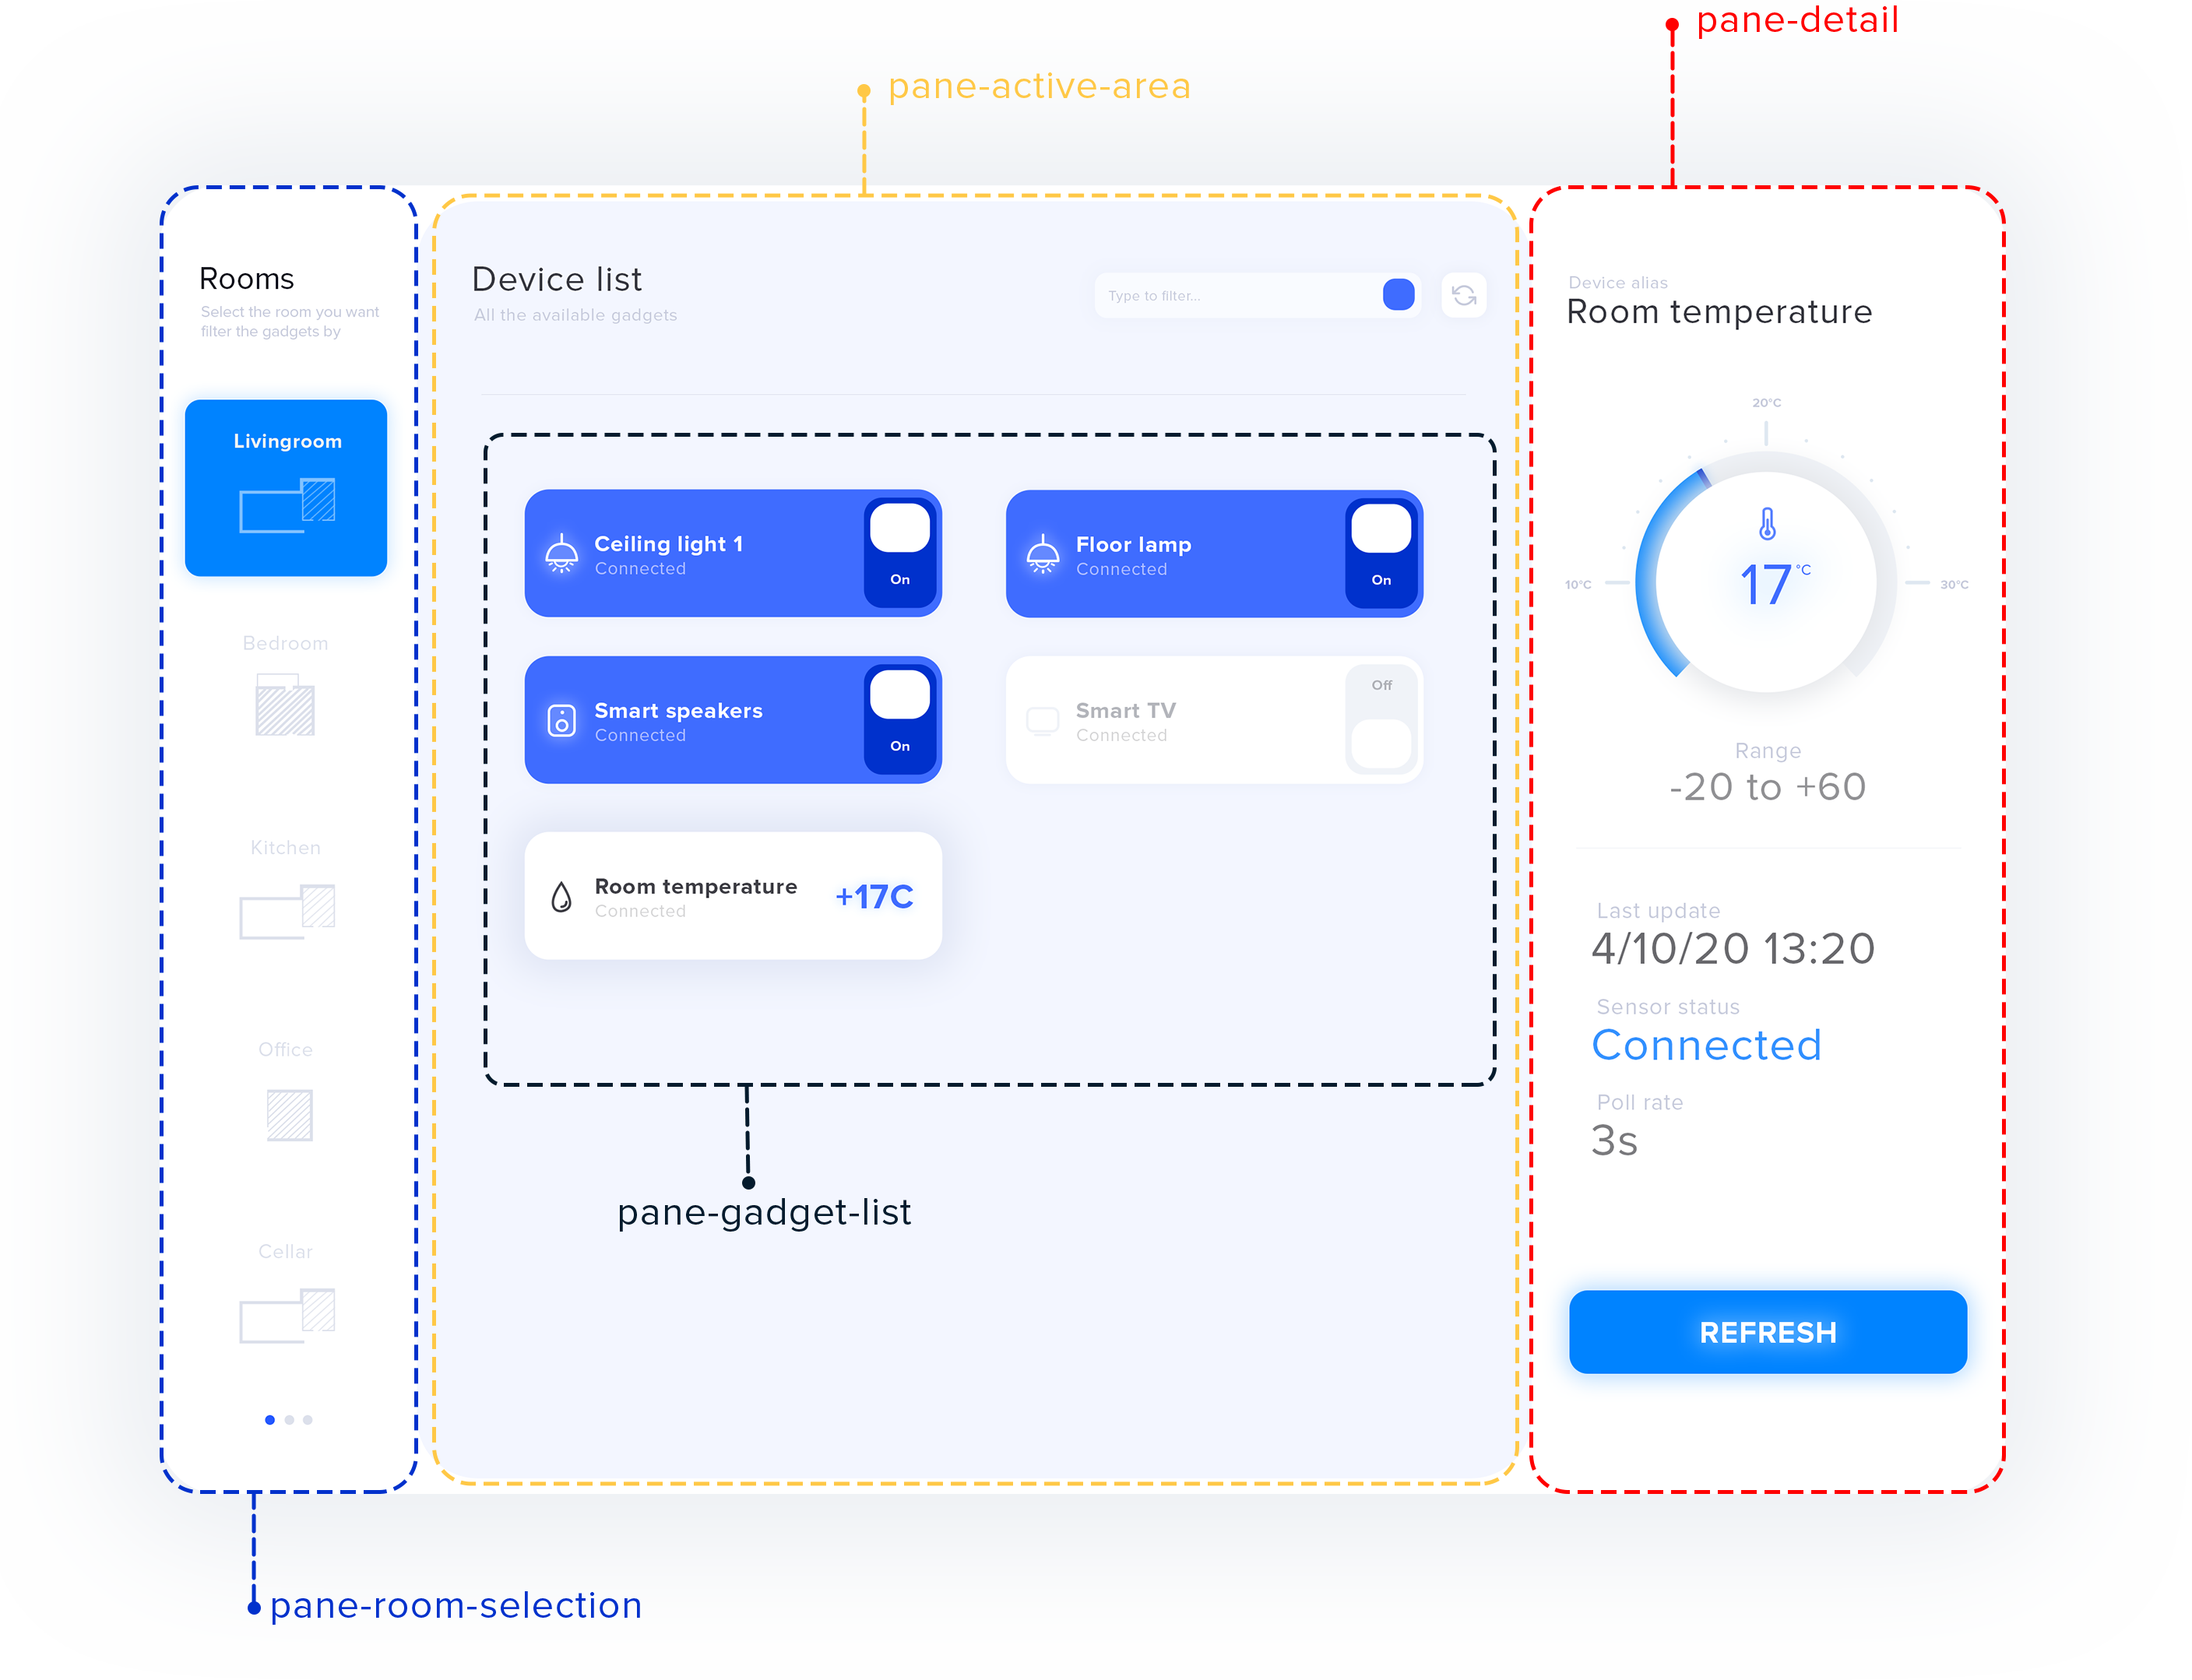 pane-detail
pane-active-area
Rooms
Select the room you want
filter the gadgets by
Livingroom
Bedroom
Kitchen
Office
Cellar
Device list
All the available gadgets
Type to filter...
Ceiling light 1
Connected
On
Floor lamp
Connected
On
Smart speakers
Connected
On
Smart TV
Connected
Off
Room temperature
Connected
+17C
pane-gadget-list
Device alias
Room temperature
20°C
10°C
17°C
30°C
Range
-20 to +60
Last update
4/10/20 13:20
Sensor status
Connected
Poll rate
3s
REFRESH
pane-room-selection